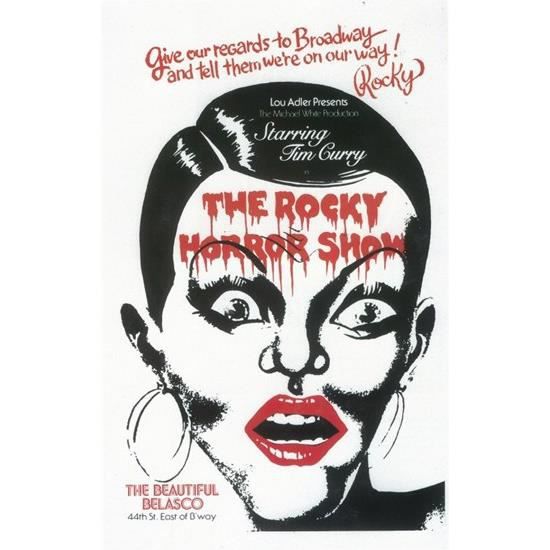 Give our regards to Broadway
and tell them we're on our way!
Rocky
Lou Adler Presents
The Michael White Production
Starring
Tim Curry
in
THE ROCKY
HORROR SHOW
THE BEAUTIFUL
BELASCO
44th St. East of B'way